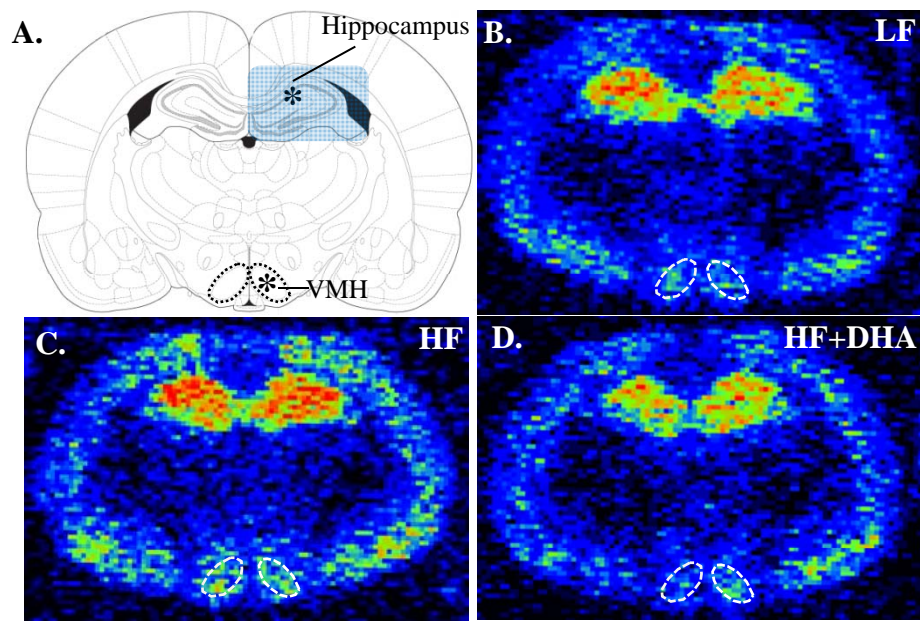 A.
Hippocampus
*
*
VMH
B.
LF
C.
HF
D.
HF+DHA